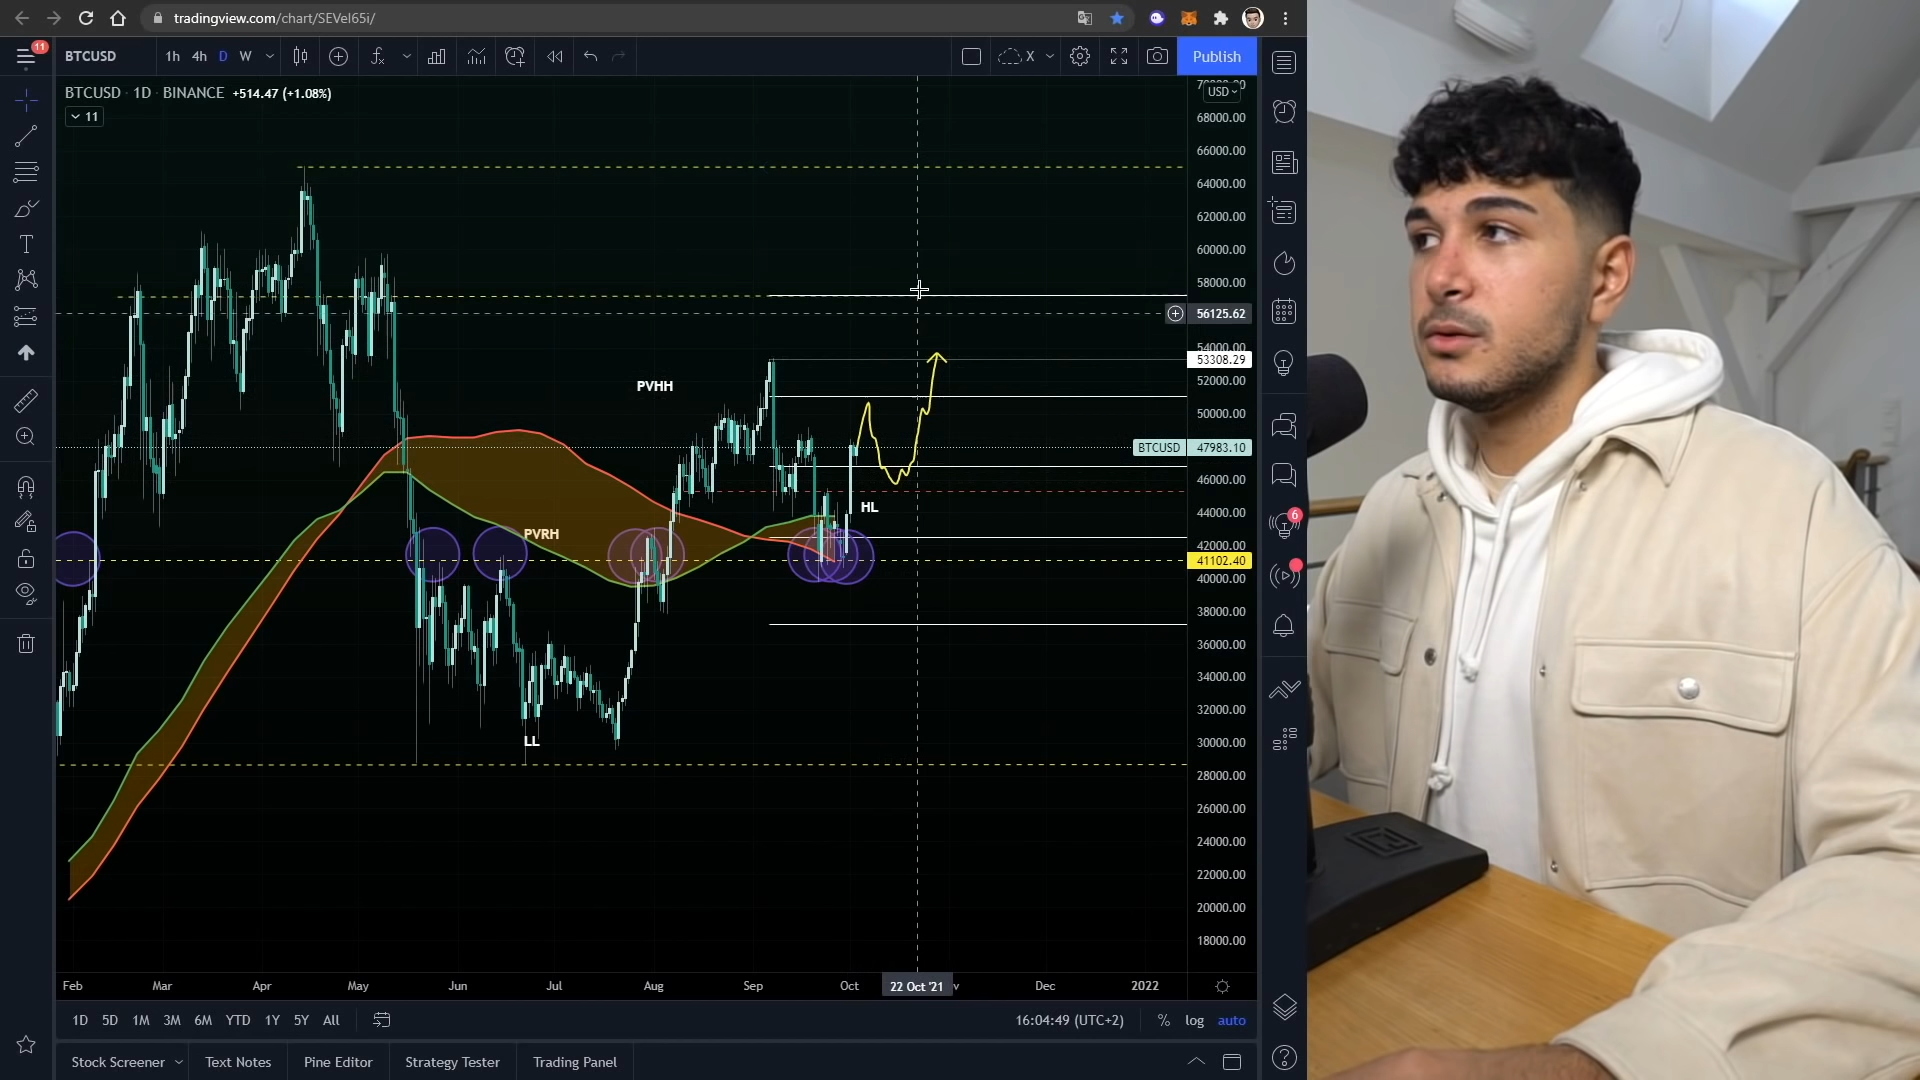 tradingview.com/chart/SEVel65i/
11
BTCUSD
1h 4h D W
X
Publish
BTCUSD · 1D · BINANCE +514.47 (+1.08%)
11
USD
68000.00
66000.00
64000.00
62000.00
60000.00
58000.00
56125.62
54000.00
53308.29
52000.00
50000.00
BTCUSD 47983.10
46000.00
44000.00
42000.00
41102.40
40000.00
38000.00
36000.00
34000.00
32000.00
30000.00
28000.00
26000.00
24000.00
22000.00
20000.00
18000.00
PVHH
HL
PVRH
LL
6
Feb Mar Apr May Jun Jul Aug Sep Oct 22 Oct '21 v Dec 2022
1D 5D 1M 3M 6M YTD 1Y 5Y All
16:04:49 (UTC+2) % log auto
Stock Screener Text Notes Pine Editor Strategy Tester Trading Panel